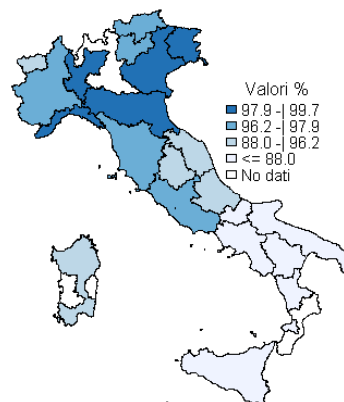 Valori %
97.9 -| 99.7
96.2 -| 97.9
88.0 -| 96.2
<= 88.0
No dati